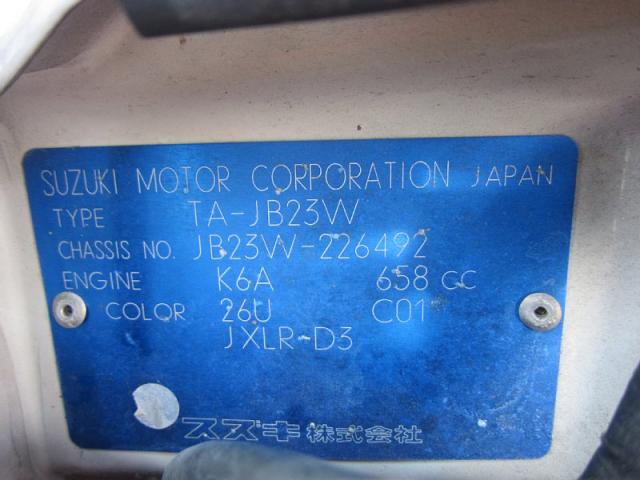 SUZUKI MOTOR CORPORATION JAPAN
TYPE TA-JB23W
CHASSIS NO. JB23W-226492
ENGINE K6A 658 CC
COLOR 26U C01
JXLR-D3
スズキ株式会社